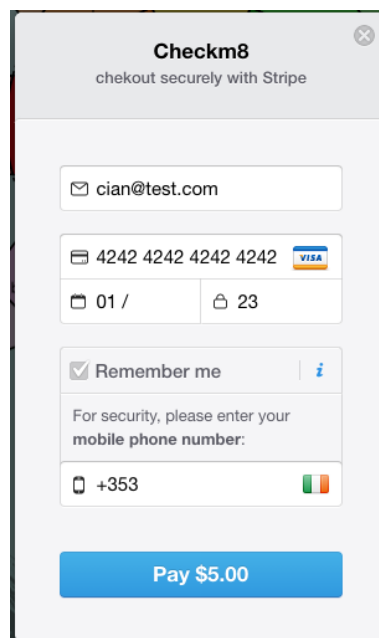 Checkm8
chekout securely with Stripe
cian@test.com
4242 4242 4242 4242 VISA
01 / 23
Remember me i
For security, please enter your
mobile phone number:
+353
Pay $5.00